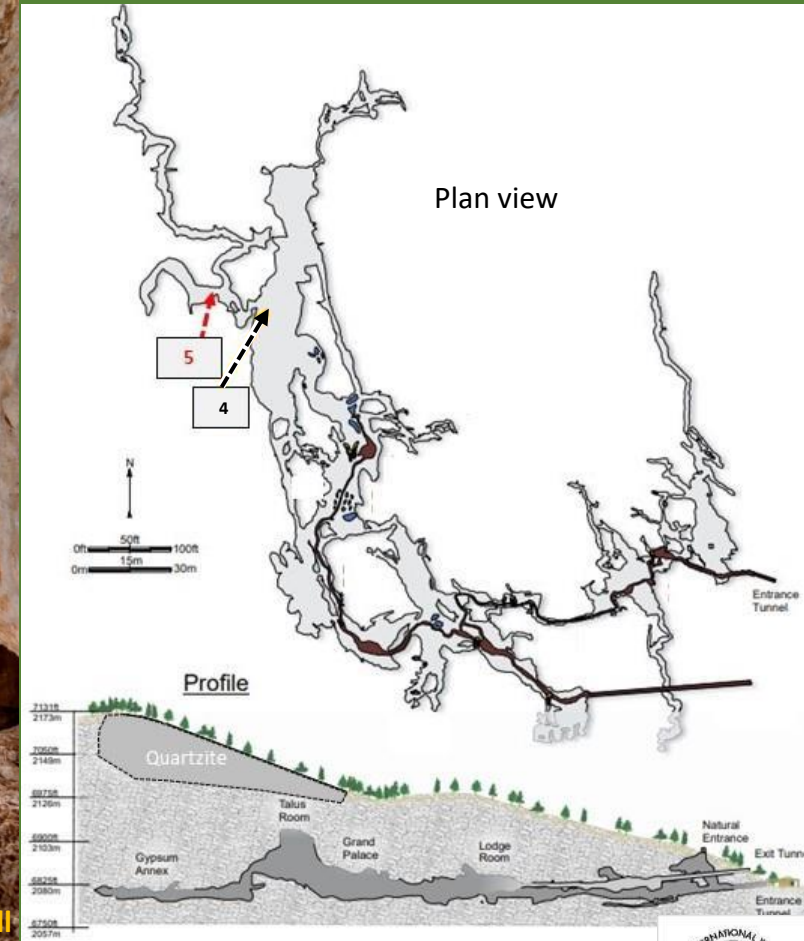 Plan view
5
4
N
50ft
0ft 100ft
15m
0m 30m
Entrance
Tunnel
Profile
7131ft
2173m
Quartzite
7050ft
2149m
6975ft
2126m
Talus
Room
6900ft
2103m
Natural
Entrance
Grand
Palace
Lodge
Room
Gypsum
Annex
Exit Tunne
6825ft
2080m
Entrance
Tunnel
6750ft
2057m
ll